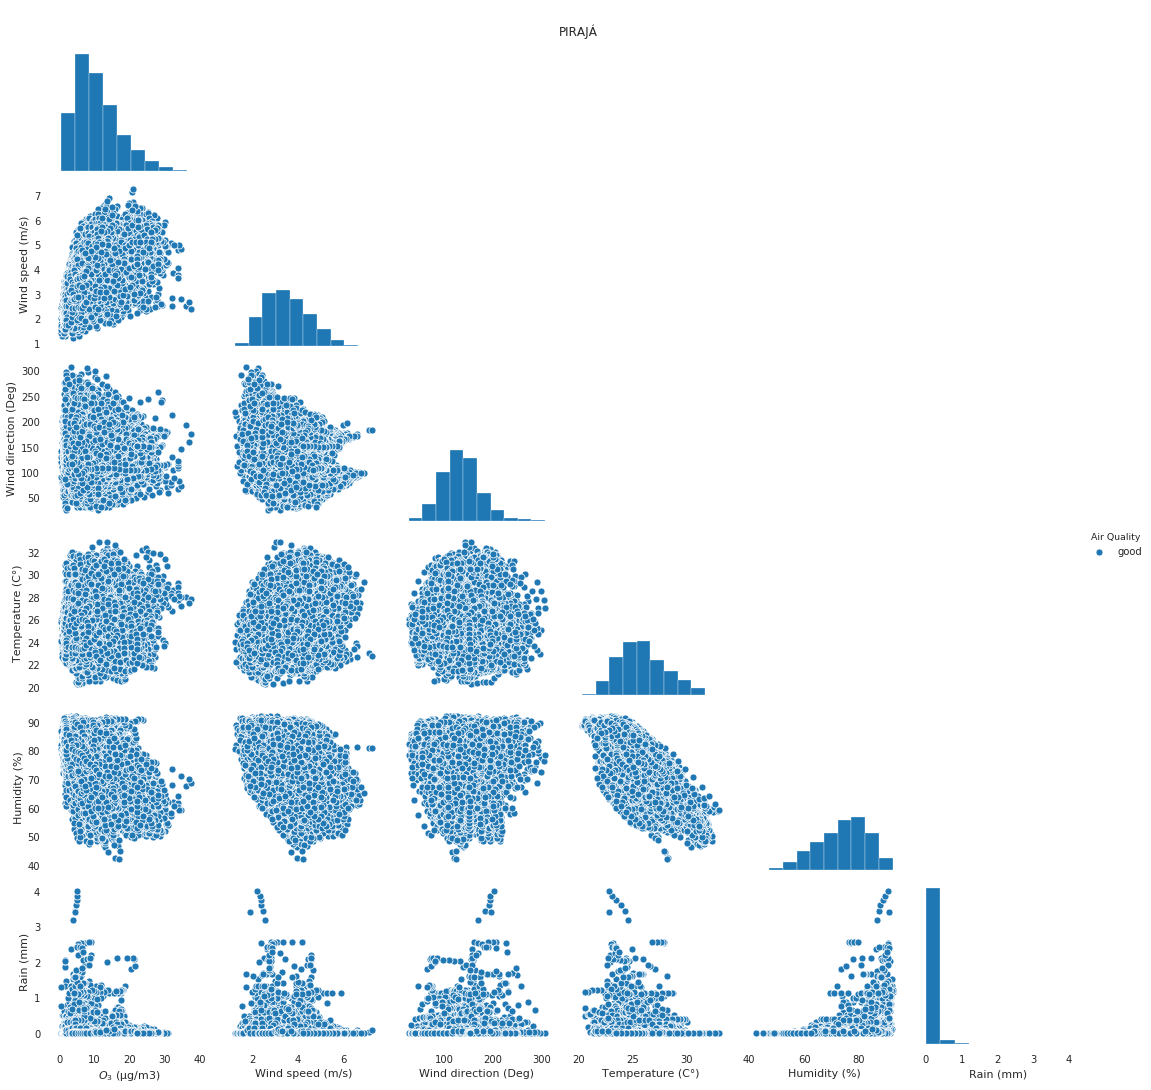 PIRAJÁ
7
6
5
4
3
2
1
Wind speed (m/s)
300
250
200
150
100
50
Wind direction (Deg)
Air Quality
good
32
30
28
26
24
22
20
Temperature (C°)
90
80
70
60
50
40
Humidity (%)
4
3
2
1
0
Rain (mm)
0 10 20 30 40
2 4 6
100 200 300
20 25 30
40 60 80
0 1 2 3 4
O3 (μg/m3)
Wind speed (m/s)
Wind direction (Deg)
Temperature (C°)
Humidity (%)
Rain (mm)